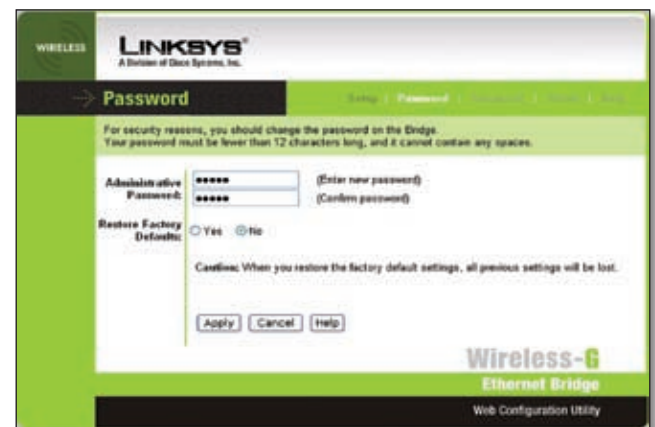 WIRELESS
LINKSYS®
A Division of Cisco Systems, Inc.
Password
Setup | Password | Advanced | Status | Help
For security reasons, you should change the password on the Bridge.
Your password must be fewer than 12 characters long, and it cannot contain any spaces.
Administrative Password: ••••• (Enter new password)
••••• (Confirm password)
Restore Factory Defaults: Yes No
Caution: When you restore the factory default settings, all previous settings will be lost.
Apply Cancel Help
Wireless-G
Ethernet Bridge
Web Configuration Utility